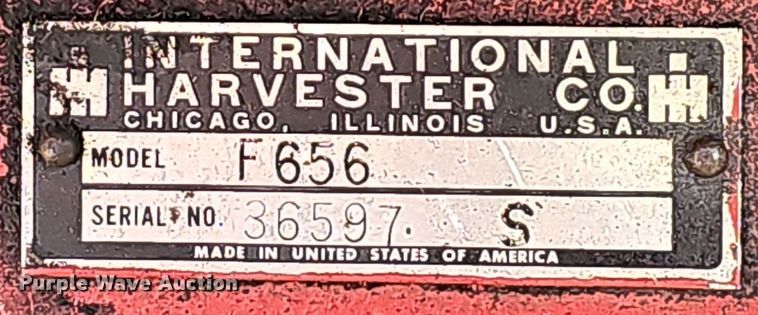 INTERNATIONAL
HARVESTER CO.
CHICAGO, ILLINOIS U.S.A.
MODEL F656
SERIAL NO. 36597 S
MADE IN UNITED STATES OF AMERICA
Purple Wave Auction